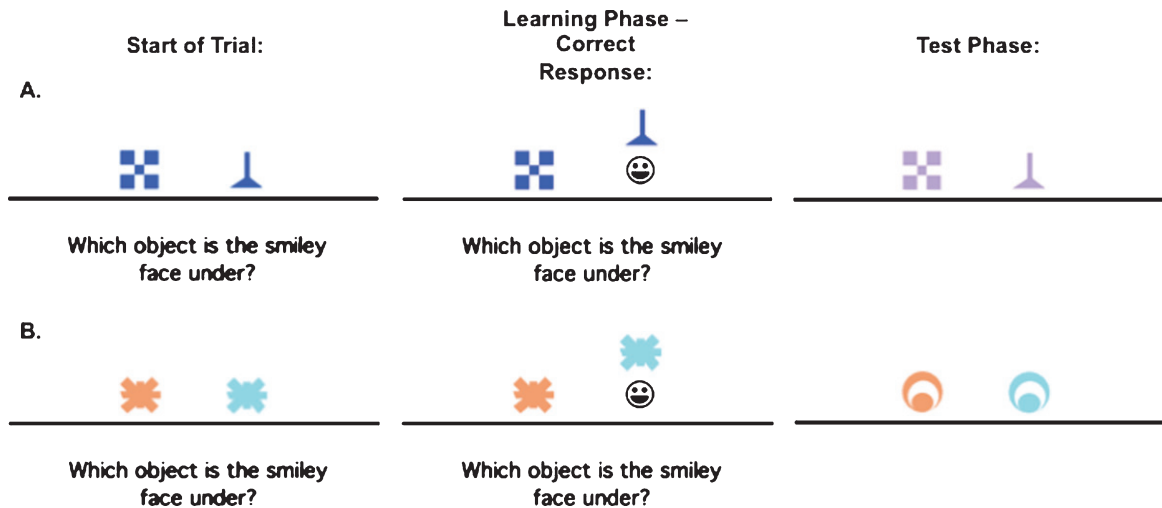 Start of Trial:
Learning Phase –
Correct
Response:
Test Phase:
A.
Which object is the smiley
face under?
Which object is the smiley
face under?
B.
Which object is the smiley
face under?
Which object is the smiley
face under?